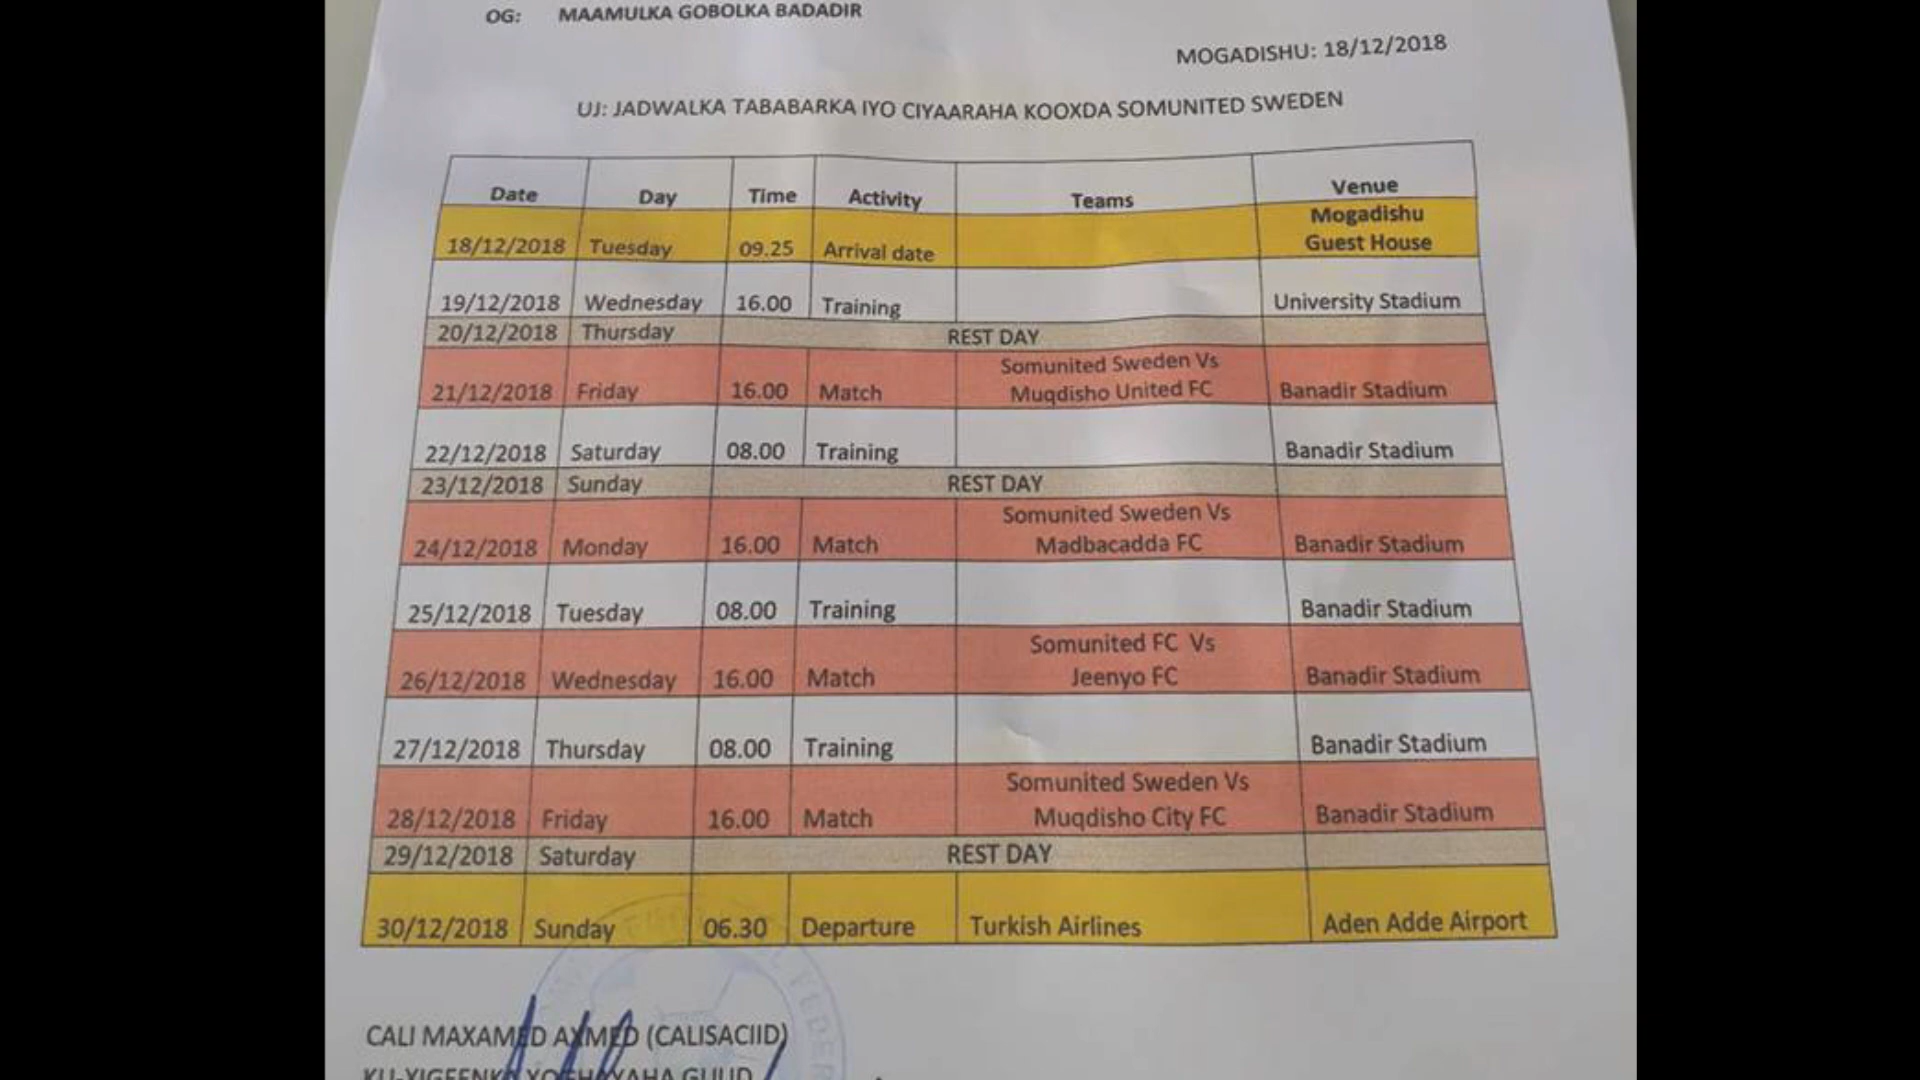 OG: MAAMULKA GOBOLKA BADADIR
MOGADISHU: 18/12/2018
UJ: JADWALKA TABABARKA IYO CIYAARAHA KOOXDA SOMUNITED SWEDEN
Date Day Time Activity Teams Venue
18/12/2018 Tuesday 09.25 Arrival date Mogadishu Guest House
19/12/2018 Wednesday 16.00 Training University Stadium
20/12/2018 Thursday REST DAY
21/12/2018 Friday 16.00 Match Somunited Sweden Vs Muqdisho United FC Banadir Stadium
22/12/2018 Saturday 08.00 Training Banadir Stadium
23/12/2018 Sunday REST DAY
24/12/2018 Monday 16.00 Match Somunited Sweden Vs Madbacadda FC Banadir Stadium
25/12/2018 Tuesday 08.00 Training Banadir Stadium
26/12/2018 Wednesday 16.00 Match Somunited FC Vs Jeenyo FC Banadir Stadium
27/12/2018 Thursday 08.00 Training Banadir Stadium
28/12/2018 Friday 16.00 Match Somunited Sweden Vs Muqdisho City FC Banadir Stadium
29/12/2018 Saturday REST DAY
30/12/2018 Sunday 06.30 Departure Turkish Airlines Aden Adde Airport
CALI MAXAMED AXMED (CALISACIID)